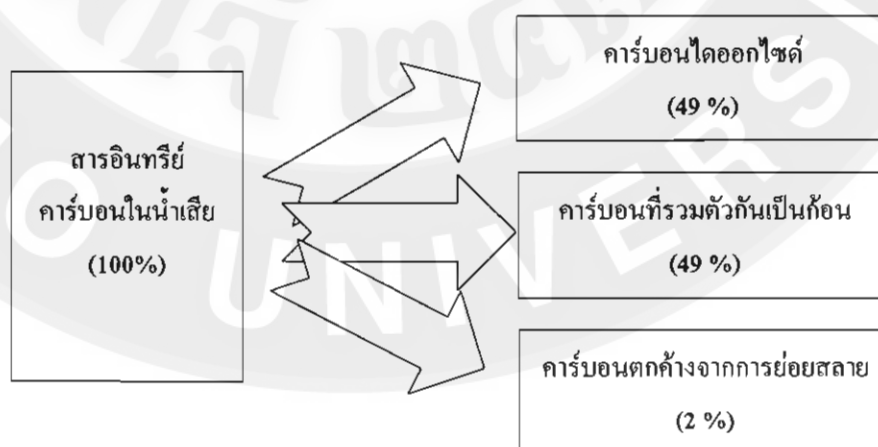 สารอินทรีย์
คาร์บอนในน้ำเสีย
(100%)
คาร์บอนไดออกไซด์
(49 %)
คาร์บอนที่รวมตัวกันเป็นก้อน
(49 %)
คาร์บอนตกค้างจากการย่อยสลาย
(2 %)